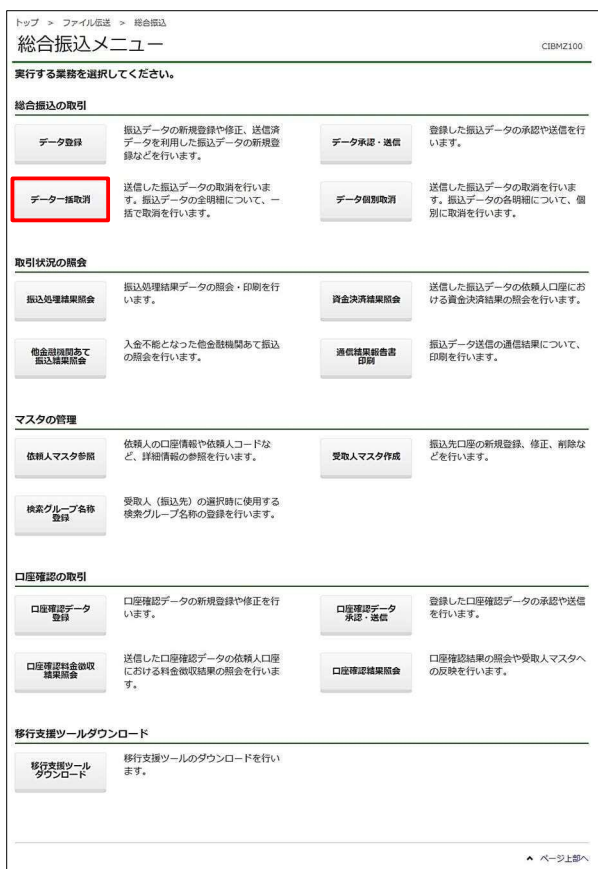 トップ > ファイル伝送 > 総合振込
総合振込メニュー
CIBMZ100
実行する業務を選択してください。
総合振込の取引
データ登録
振込データの新規登録や修正、送信済
データを利用した振込データの新規登
録などを行います。
データ承認・送信
登録した振込データの承認や送信を行
います。
データ一括取消
送信した振込データの取消を行いま
す。振込データの全明細について、一
括で取消を行います。
データ個別取消
送信した振込データの取消を行いま
す。振込データの各明細について、個
別に取消を行います。
取引状況の照会
振込処理結果照会
振込処理結果データの照会・印刷を行
います。
資金決済結果照会
送信した振込データの依頼人口座にお
ける資金決済結果の照会を行います。
他金融機関あて
振込結果照会
入金不能となった他金融機関あて振込
の照会を行います。
通信結果報告書
印刷
振込データ送信の通信結果について、
印刷を行います。
マスタの管理
依頼人マスタ参照
依頼人の口座情報や依頼人コードな
ど、詳細情報の参照を行います。
受取人マスタ作成
振込先口座の新規登録、修正、削除な
どを行います。
検索グループ名称
登録
受取人（振込先）の選択時に使用する
検索グループ名称の登録を行います。
口座確認の取引
口座確認データ
登録
口座確認データの新規登録や修正を行
います。
口座確認データ
承認・送信
登録した口座確認データの承認や送信
を行います。
口座確認料金徴収
結果照会
送信した口座確認データの依頼人口座
における料金徴収結果の照会を行いま
す。
口座確認結果照会
口座確認結果の照会や受取人マスタへ
の反映を行います。
移行支援ツールダウンロード
移行支援ツール
ダウンロード
移行支援ツールのダウンロードを行い
ます。
ページ上部へ